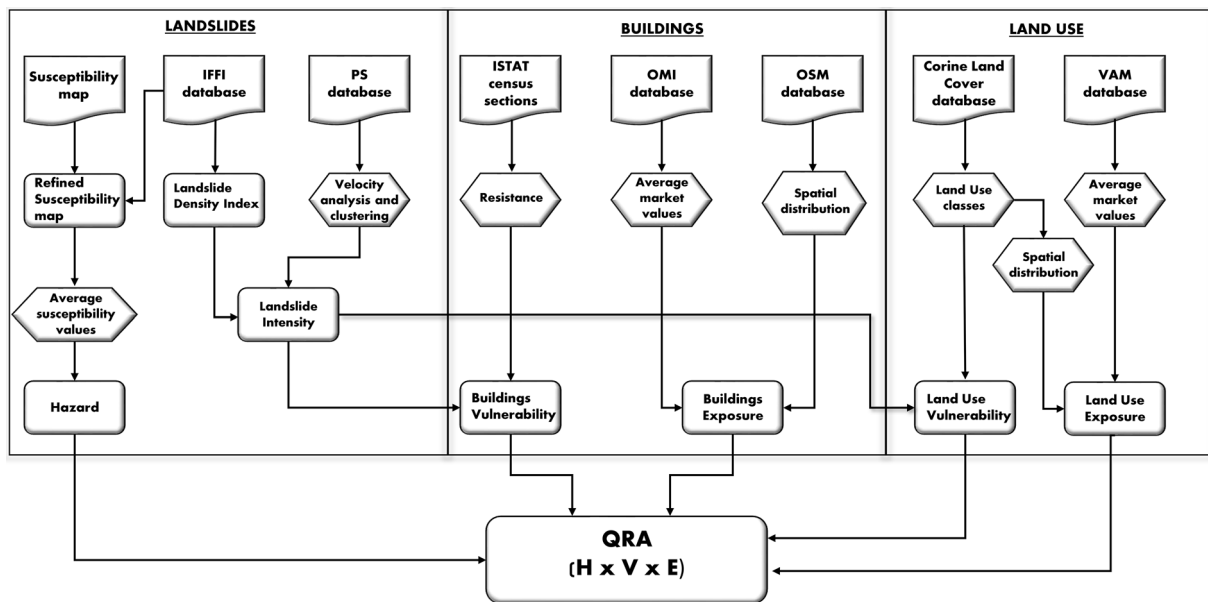 LANDSLIDES
BUILDINGS
LAND USE
Susceptibility
map
IFFI
database
PS
database
ISTAT
census
sections
OMI
database
OSM
database
Corine Land
Cover
database
VAM
database
Refined
Susceptibility
map
Landslide
Density Index
Velocity
analysis and
clustering
Resistance
Average
market
values
Spatial
distribution
Land Use
classes
Average
market
values
Spatial
distribution
Average
susceptibility
values
Landslide
Intensity
Hazard
Buildings
Vulnerability
Buildings
Exposure
Land Use
Vulnerability
Land Use
Exposure
QRA
(H x V x E)